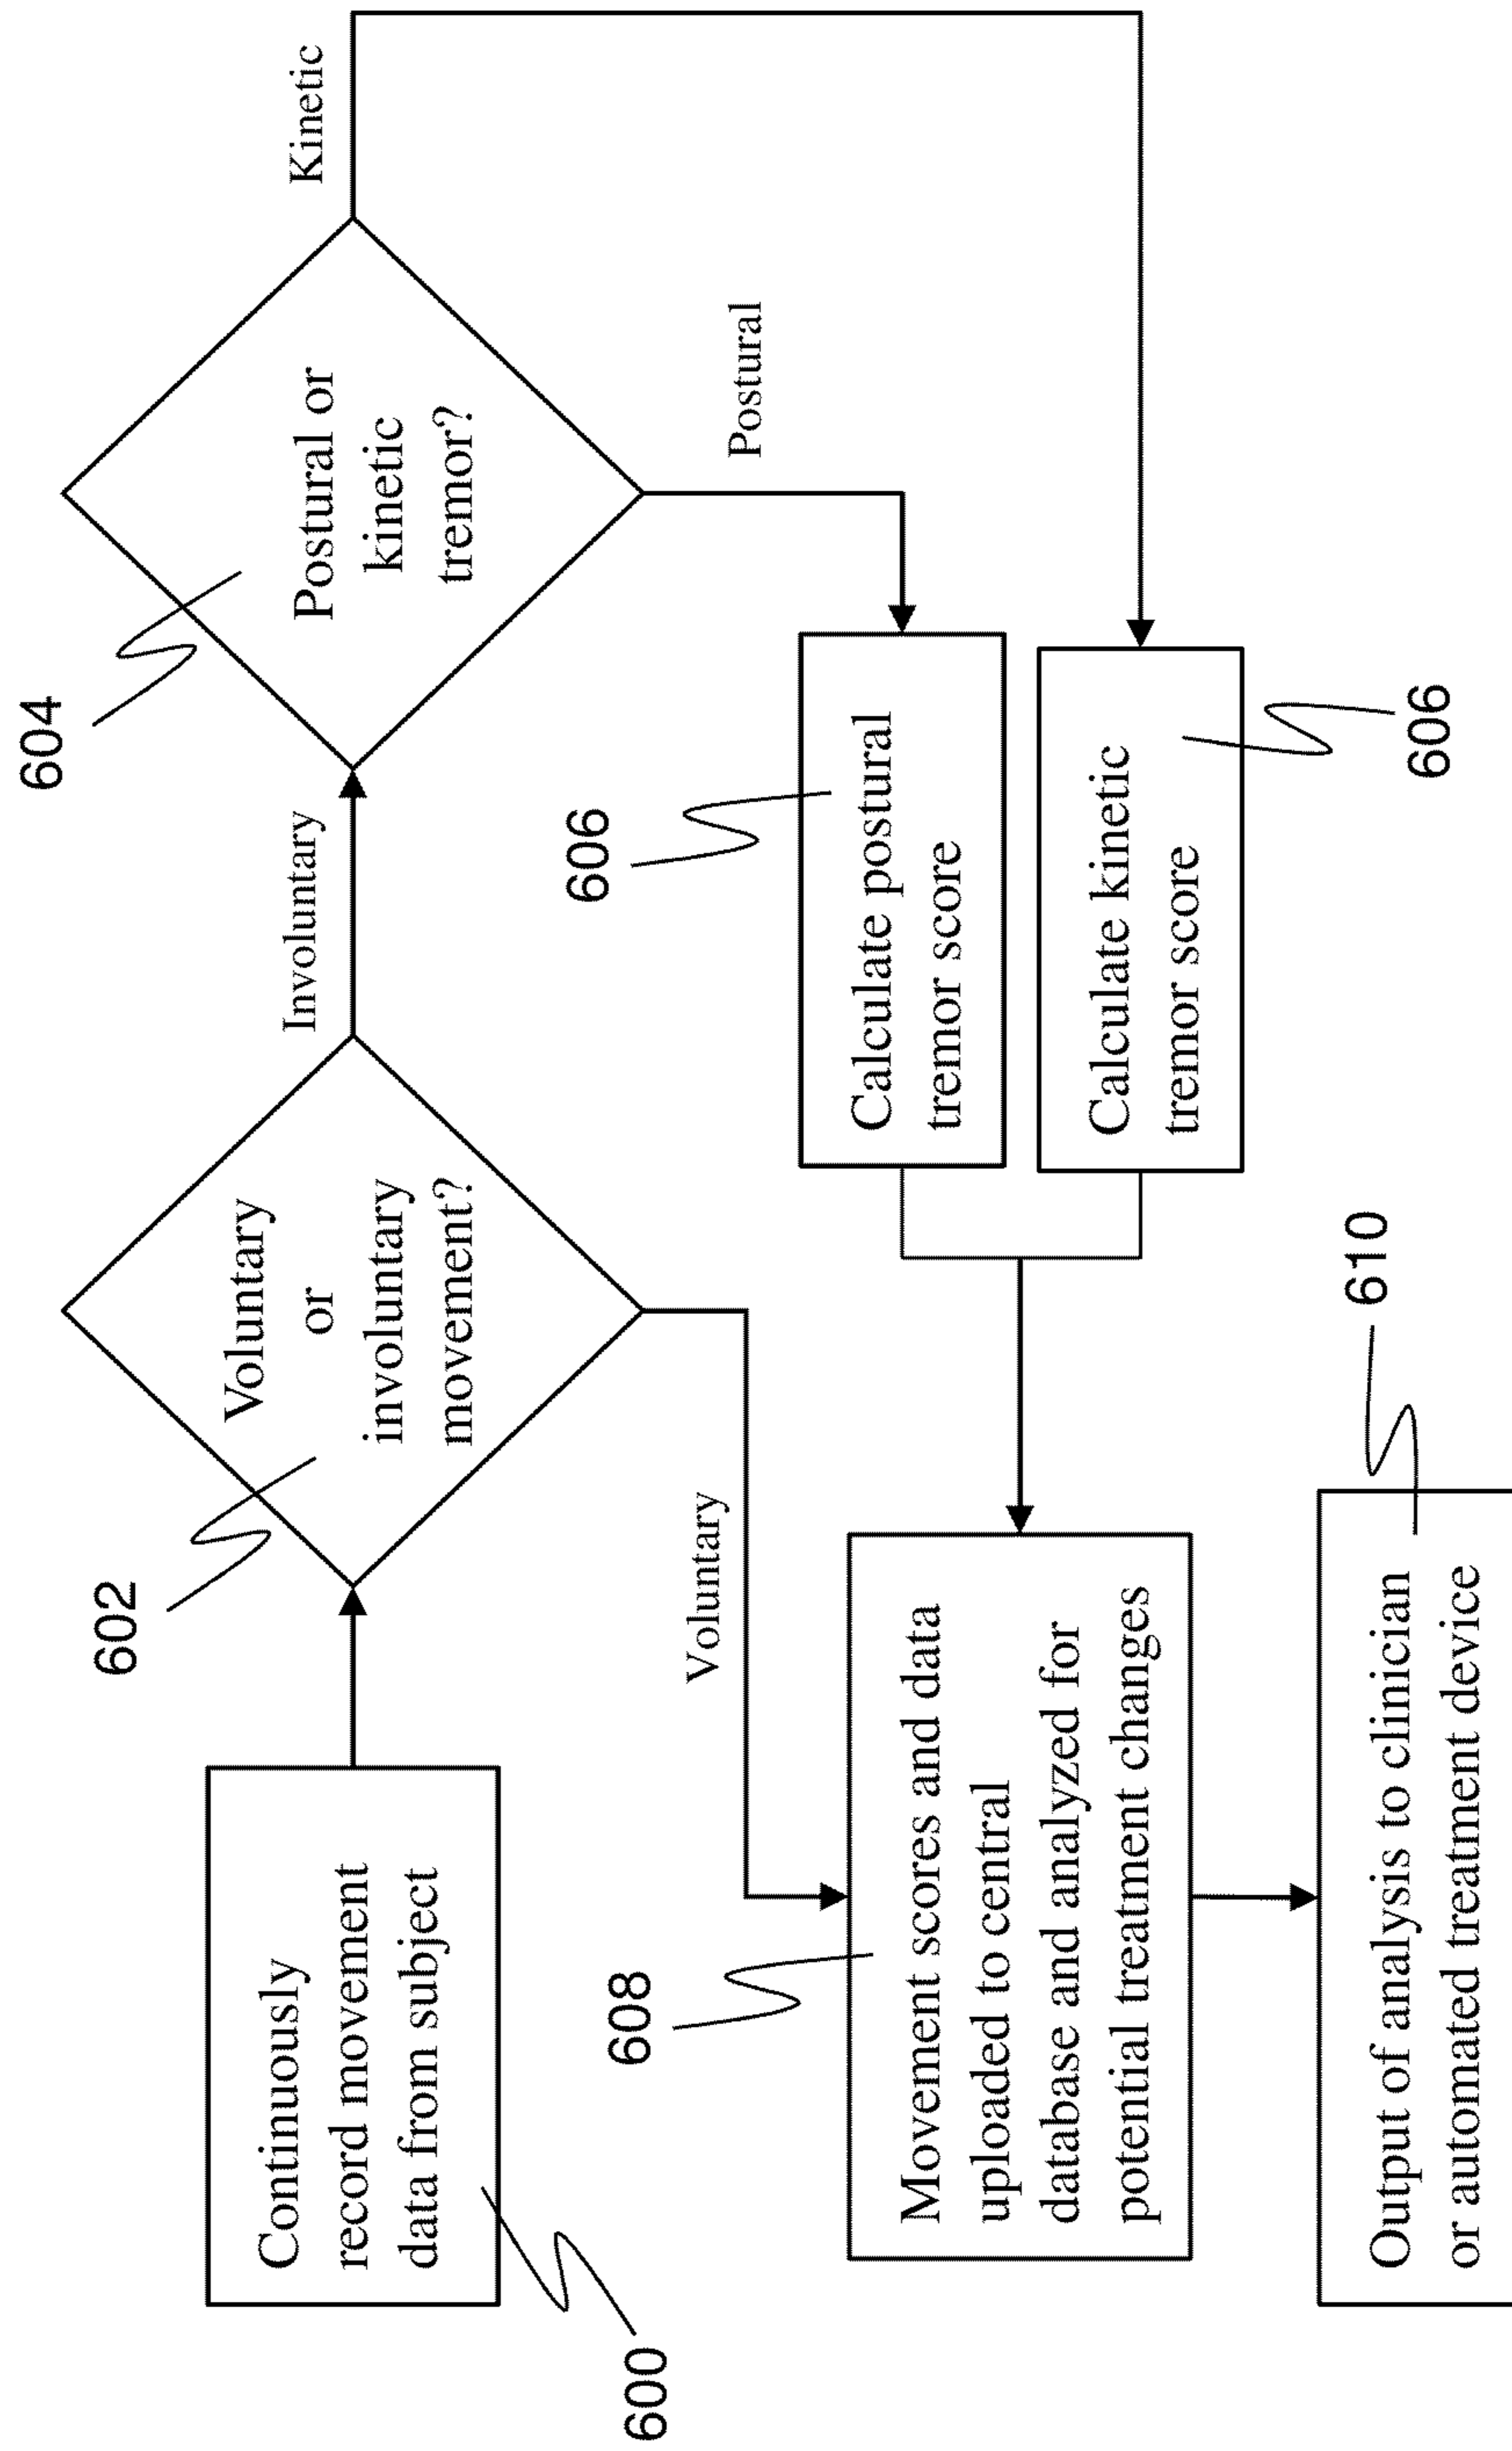 600
Continuously
record movement
data from subject
602
Voluntary
or
involuntary
movement?
Involuntary
604
Postural or
kinetic
tremor?
Kinetic
Postural
Voluntary
606
Calculate postural
tremor score
Calculate kinetic
tremor score
606
608
Movement scores and data
uploaded to central
database and analyzed for
potential treatment changes
610
Output of analysis to clinician
or automated treatment device